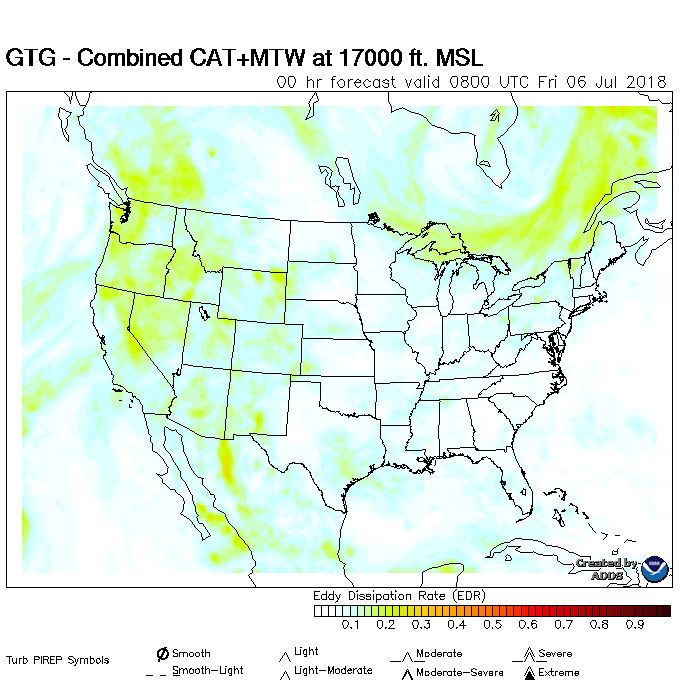 GTG - Combined CAT+MTW at 17000 ft. MSL
00 hr forecast valid 0800 UTC Fri 06 Jul 2018
Created by
ADDS
Eddy Dissipation Rate (EDR)
0.1 0.2 0.3 0.4 0.5 0.6 0.7 0.8 0.9
Turb PIREP Symbols
Smooth Light Moderate Severe
Smooth-Light Light-Moderate Moderate-Severe Extreme